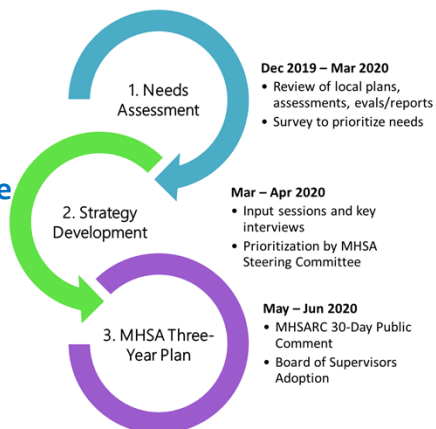 1. Needs
Assessment
Dec 2019 – Mar 2020
• Review of local plans,
assessments, evals/reports
• Survey to prioritize needs
e
2. Strategy
Development
Mar – Apr 2020
• Input sessions and key
interviews
• Prioritization by MHSA
Steering Committee
3. MHSA Three-
Year Plan
May – Jun 2020
• MHSARC 30-Day Public
Comment
• Board of Supervisors
Adoption